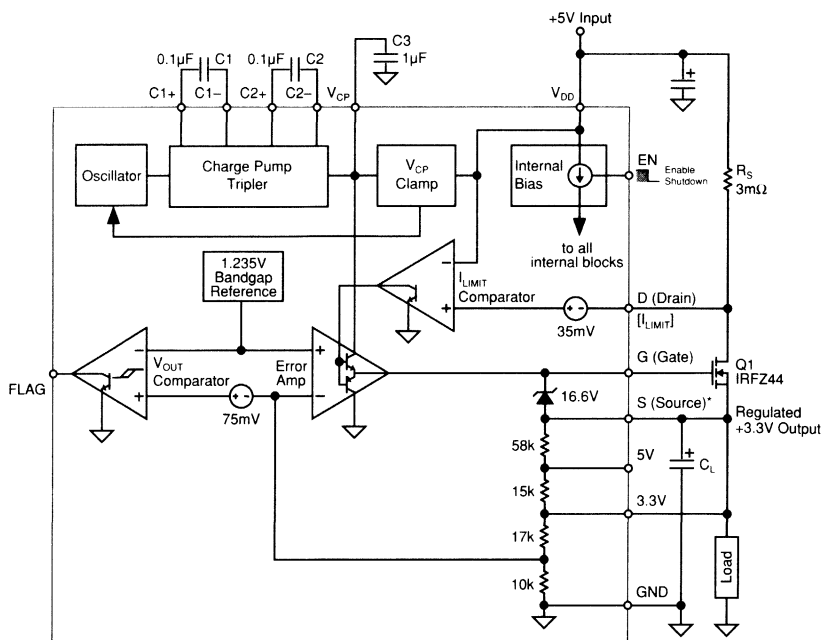 +5V Input
C3
1µF
0.1µF C1
0.1µF C2
C1+ C1– C2+ C2– VCP
VDD
Oscillator
Charge Pump
Tripler
VCP
Clamp
Internal
Bias
EN
Enable
Shutdown
RS
3mΩ
to all
internal blocks
1.235V
Bandgap
Reference
–
+
ILIMIT
Comparator
35mV
D (Drain)
[ILIMIT]
FLAG
–
+
VOUT
Comparator
75mV
Error
Amp
+
–
G (Gate)
Q1
IRFZ44
16.6V
S (Source)*
Regulated
+3.3V Output
58k
5V
+
CL
15k
3.3V
17k
10k
GND
Load
+